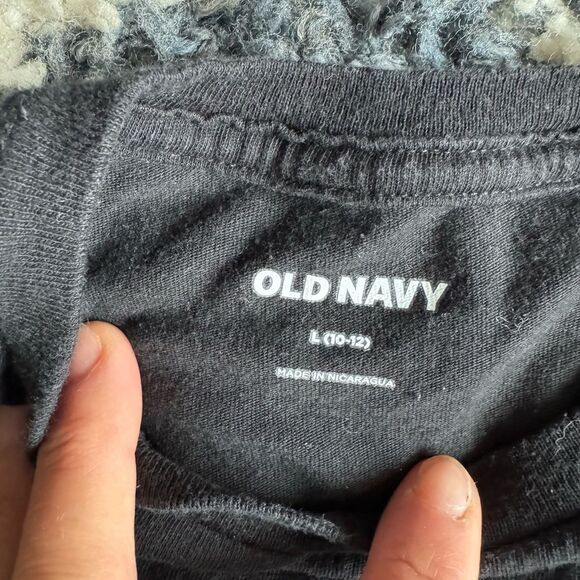 OLD NAVY
L (10-12)
MADE IN NICARAGUA